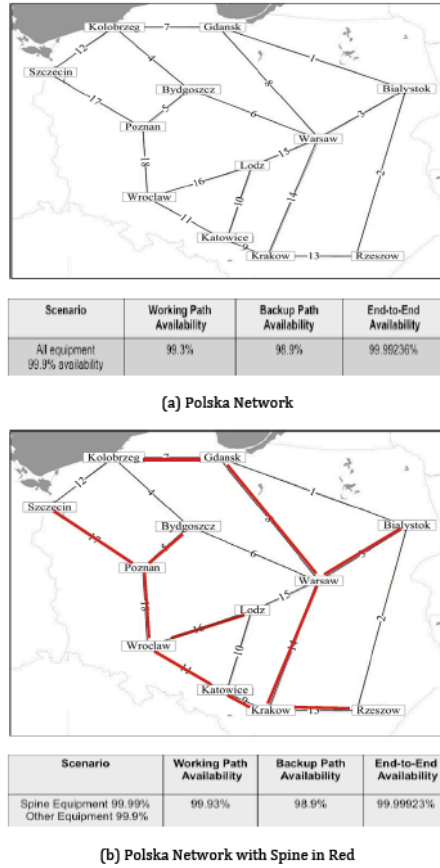 Kolobrzeg 7 Gdansk
12 1
Szczecin 4 8
Bydgoszcz Bialystok
17 5 6 3
Poznan Warsaw
18 Lodz 15
16 2
Wroclaw 10 14
11 Katowice
9 Krakow 13 Rzeszow
Scenario Working Path Availability Backup Path Availability End-to-End Availability
All equipment 99.9% availability 99.3% 98.9% 99.99236%
(a) Polska Network
Kolobrzeg 7 Gdansk
12 1
Szczecin 4 8
Bydgoszcz Bialystok
17 5 6 3
Poznan Warsaw
18 Lodz 15
16 2
Wroclaw 10 14
11 Katowice
9 Krakow 13 Rzeszow
Scenario Working Path Availability Backup Path Availability End-to-End Availability
Spine Equipment 99.99% Other Equipment 99.9% 99.93% 98.9% 99.99923%
(b) Polska Network with Spine in Red